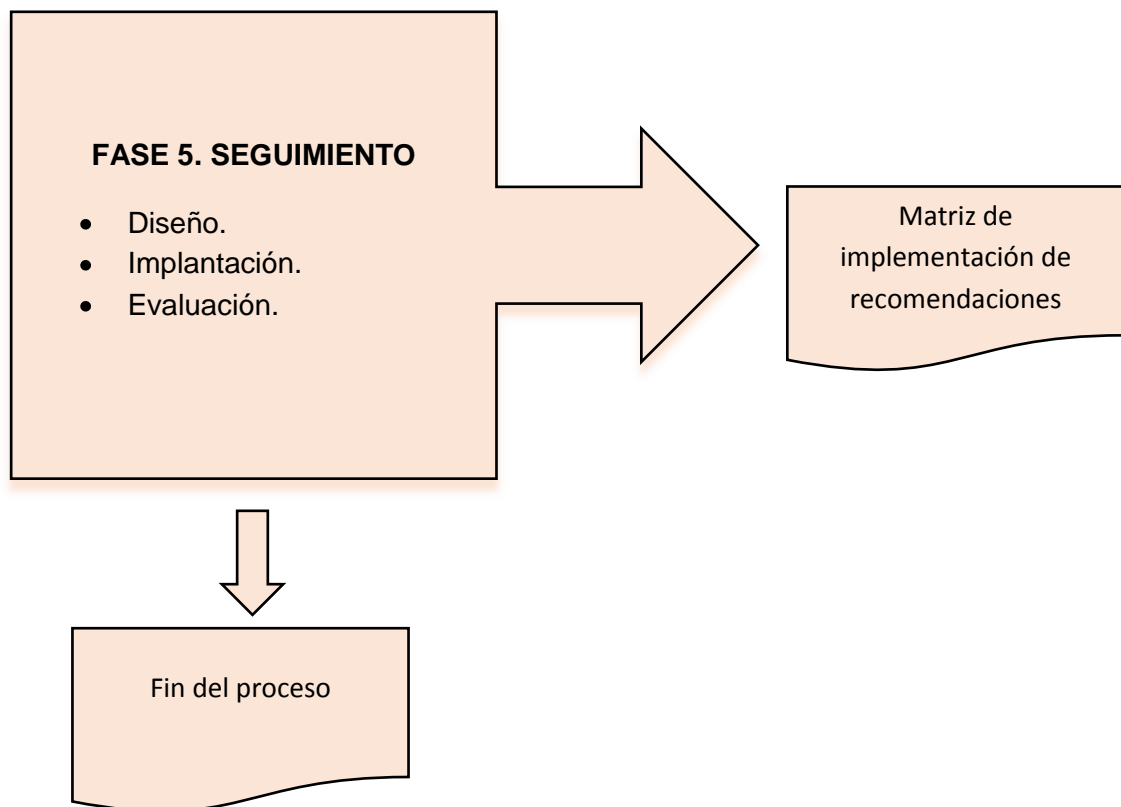 FASE 5. SEGUIMIENTO
• Diseño.
• Implantación.
• Evaluación.
Matriz de
implementación de
recomendaciones
Fin del proceso